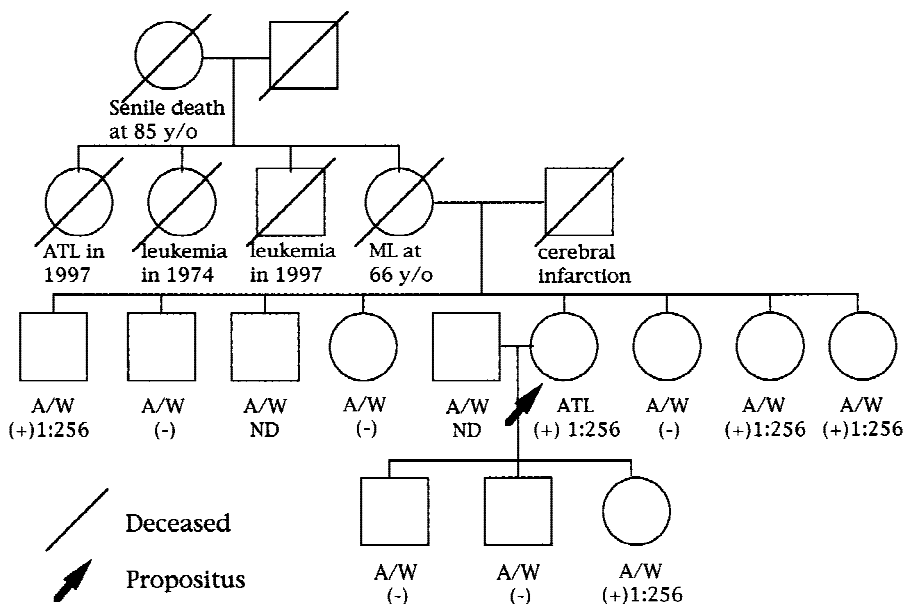 Senile death
at 85 y/o
ATL in
1997
leukemia
in 1974
leukemia
in 1997
ML at
66 y/o
cerebral
infarction
A/W
(+)1:256
A/W
(-)
A/W
ND
A/W
(-)
A/W
ND
ATL
(+) 1:256
A/W
(-)
A/W
(+)1:256
A/W
(+)1:256
A/W
(-)
A/W
(-)
A/W
(+)1:256
Deceased
Propositus